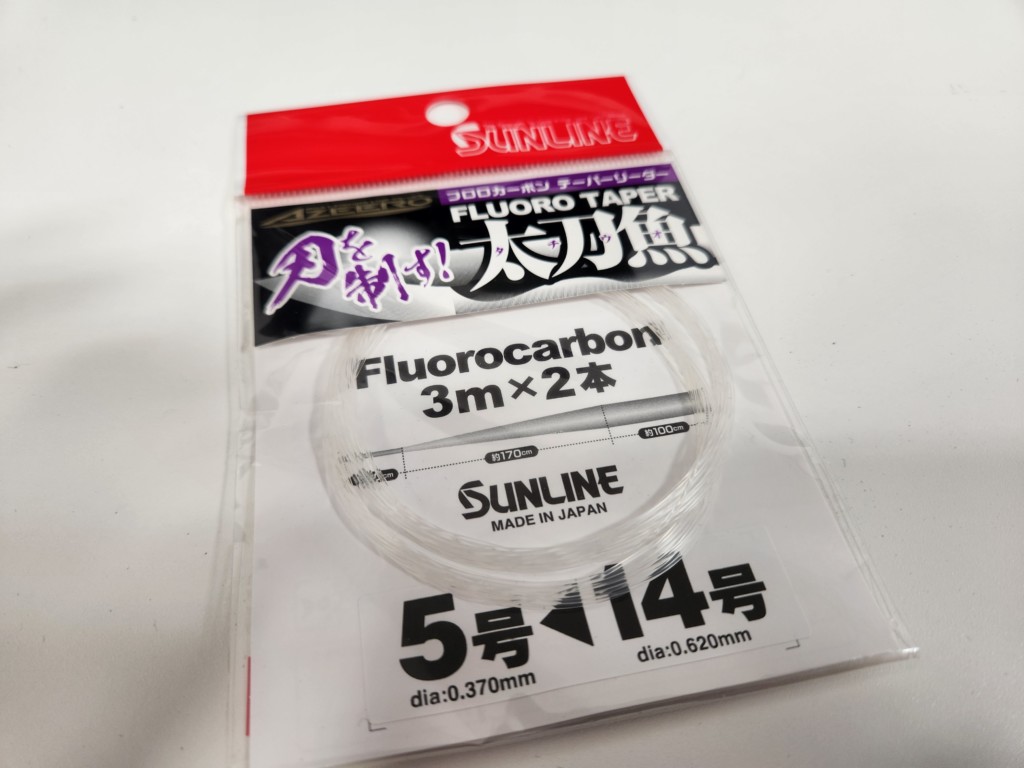 SUNLINE
AZETERO
フロロカーボン テーパーリーダー
FLUORO TAPER
刃を制す!
太刀魚
タチウオ
Fluorocarbon
3m×2本
約170cm
約100cm
SUNLINE
MADE IN JAPAN
5号◀14号
dia:0.370mm
dia:0.620mm